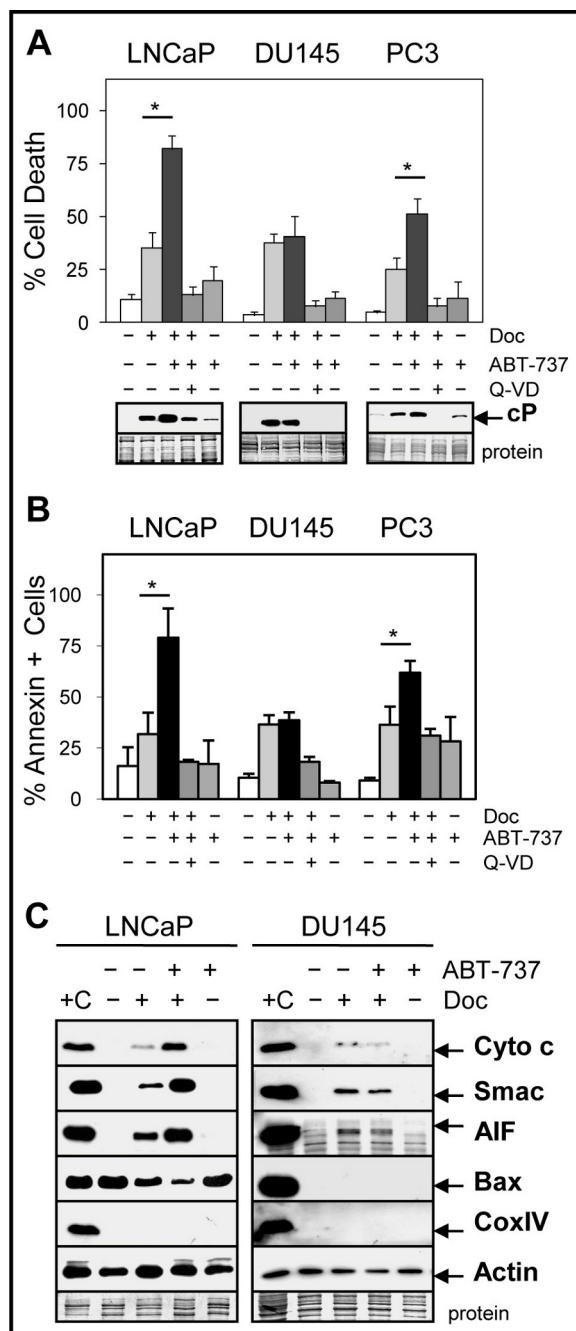 A
LNCaP DU145 PC3
% Cell Death
100
75
50
25
0
– + + + – – + + + – – + + + – Doc
– – + + + – – + + + – – + + + ABT-737
– – – + – – – – + – – – – + – Q-VD
cP
protein
B
LNCaP DU145 PC3
% Annexin + Cells
100
75
50
25
0
– + + + – – + + + – – + + + – Doc
– – + + + – – + + + – – + + + ABT-737
– – – + – – – – + – – – – + – Q-VD
C
LNCaP DU145
– – + + – – + + ABT-737
+C – + + – +C – + + – Doc
Cyto c
Smac
AIF
Bax
CoxIV
Actin
protein